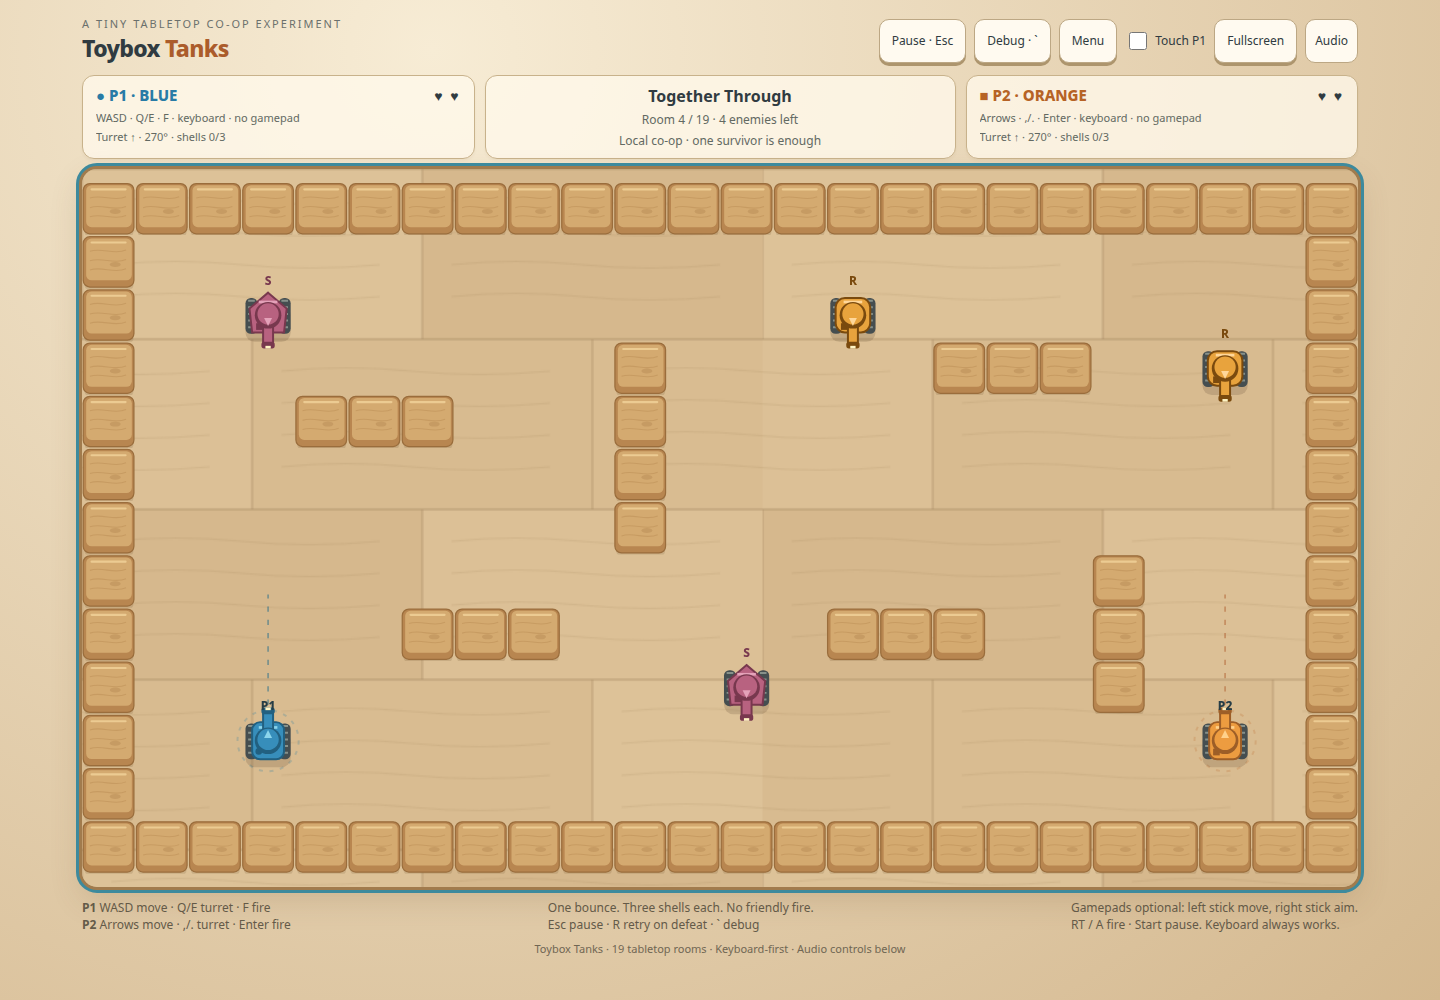 A TINY TABLETOP CO-OP EXPERIMENT
Toybox Tanks
Pause · Esc
Debug · `
Menu
Touch P1
Fullscreen
Audio
● P1 · BLUE ♥ ♥
WASD · Q/E · F · keyboard · no gamepad
Turret ↑ · 270° · shells 0/3
Together Through
Room 4 / 19 · 4 enemies left
Local co-op · one survivor is enough
■ P2 · ORANGE ♥ ♥
Arrows · ,/. · Enter · keyboard · no gamepad
Turret ↑ · 270° · shells 0/3
S
R
R
S
P1
P2
P1 WASD move · Q/E turret · F fire
P2 Arrows move · ,/. turret · Enter fire
One bounce. Three shells each. No friendly fire.
Esc pause · R retry on defeat · ` debug
Gamepads optional: left stick move, right stick aim.
RT / A fire · Start pause. Keyboard always works.
Toybox Tanks · 19 tabletop rooms · Keyboard-first · Audio controls below